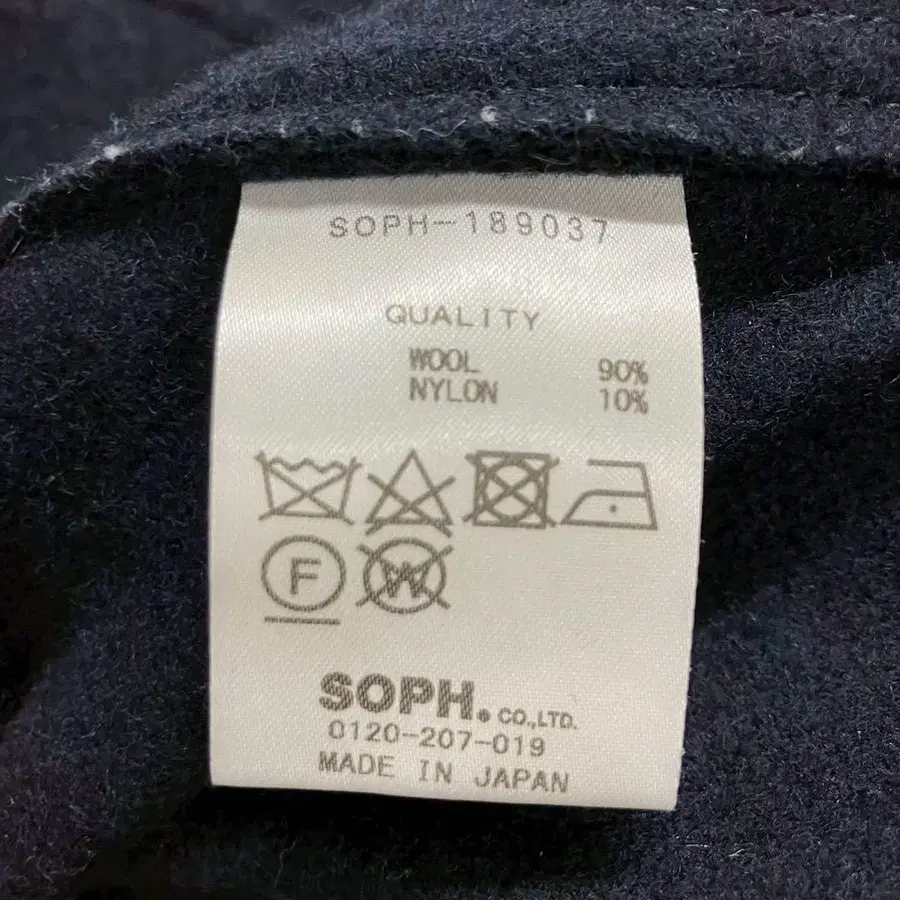 SOPH-189037
QUALITY
WOOL 90%
NYLON 10%
F W
SOPH. CO.,LTD.
0120-207-019
MADE IN JAPAN